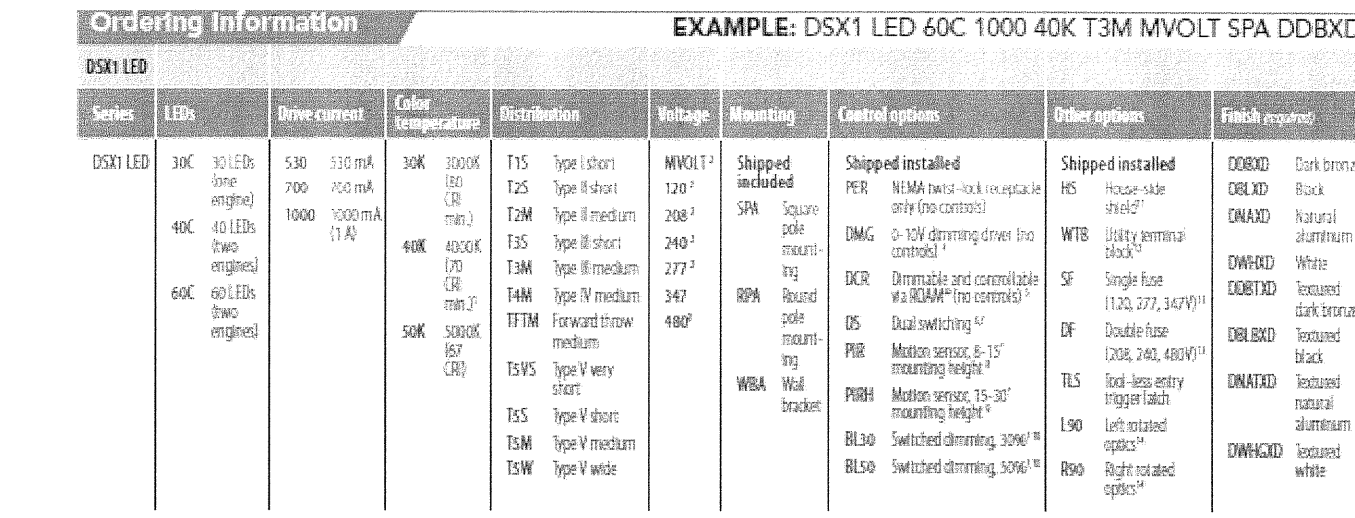 Ordering Information
EXAMPLE: DSX1 LED 60C 1000 40K T3M MVOLT SPA DDBXD
DSX1 LED
Series
LEDs
Drive current
Color
temperature
Distribution
Voltage
Mounting
Control options
Other options
Finish (required)
DSX1 LED
30C 30 LEDs
(one
engine)
40C 40 LEDs
(two
engines)
60C 60 LEDs
(two
engines)
530 530 mA
700 700 mA
1000 1000 mA
(1 A)
30K 3000K
(80
CRI
min.)
40K 4000K
(70
CRI
min.)
50K 5000K
(67
CRI)
T1S Type I short
T2S Type II short
T2M Type II medium
T3S Type III short
T3M Type III medium
T4M Type IV medium
TFTM Forward throw
medium
T5VS Type V very
short
T5S Type V short
T5M Type V medium
T5W Type V wide
MVOLT
120
208
240
277
347
480
Shipped
included
SPA Square
pole
mount-
ing
RPA Round
pole
mount-
ing
WBA Wall
bracket
Shipped installed
PER NEMA twist-lock receptacle
only (no controls)
DMG 0-10V dimming driver (no
controls)
DCR Dimmable and controllable
via ROAM® (no controls)
DS Dual switching
PIR Motion sensor, 8-15'
mounting height
PIRH Motion sensor, 15-30'
mounting height
BL30 Switched dimming, 30%
BL50 Switched dimming, 50%
Shipped installed
HS House-side
shield
WTB Utility terminal
block
SF Single fuse
(120, 277, 347V)
DF Double fuse
(208, 240, 480V)
TLS Tool-less entry
trigger latch
L90 Left rotated
optics
R90 Right rotated
optics
DDBXD Dark bronz
DBLXD Black
DNAXD Natural
aluminum
DWHXD White
DDBTXD Textured
dark bronz
DBLBXD Textured
black
DNATXD Textured
natural
aluminum
DWHGXD Textured
white